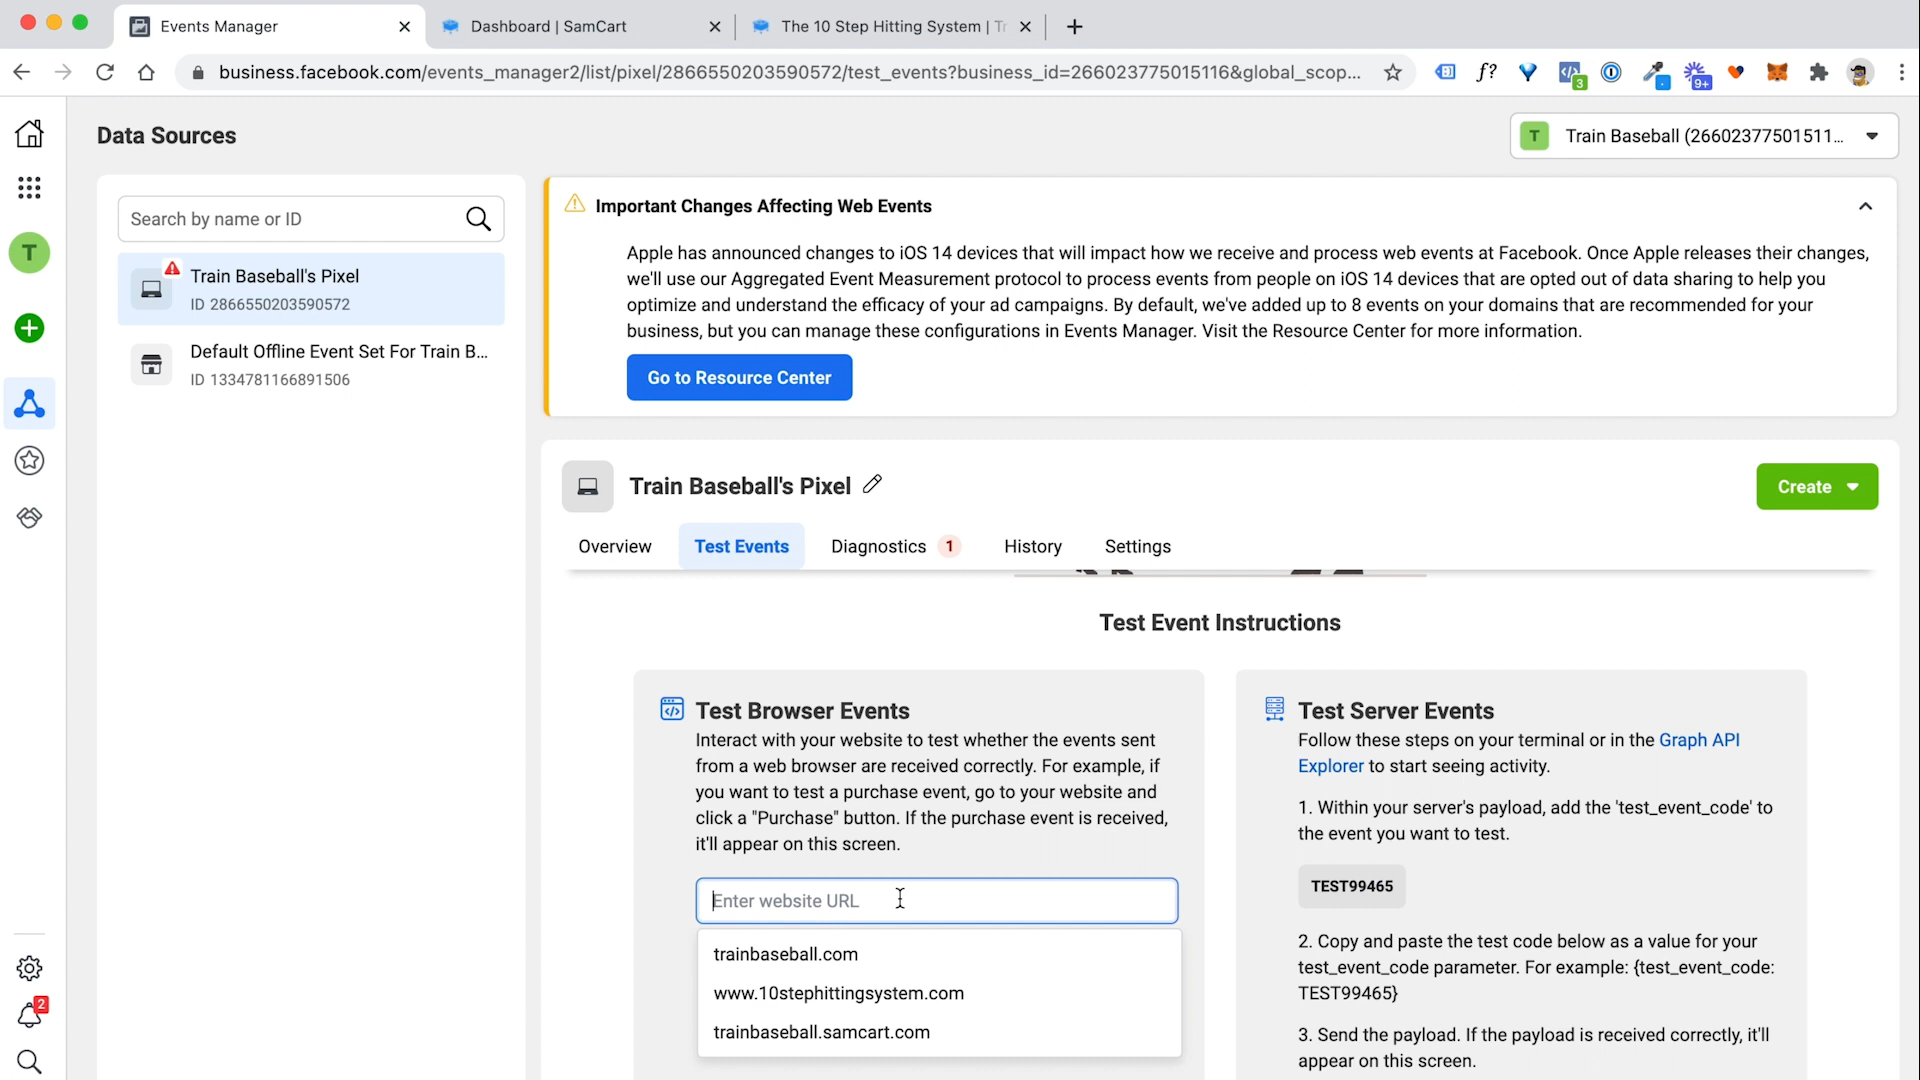 Events Manager
Dashboard | SamCart
The 10 Step Hitting System | Tr
business.facebook.com/events_manager2/list/pixel/2866550203590572/test_events?business_id=266023775015116&global_scop...
f?
3
9+
Data Sources
T
Train Baseball (26602377501511...
Search by name or ID
Train Baseball's Pixel
ID 2866550203590572
Default Offline Event Set For Train B...
ID 1334781166891506
T
2
Important Changes Affecting Web Events
Apple has announced changes to iOS 14 devices that will impact how we receive and process web events at Facebook. Once Apple releases their changes,
we'll use our Aggregated Event Measurement protocol to process events from people on iOS 14 devices that are opted out of data sharing to help you
optimize and understand the efficacy of your ad campaigns. By default, we've added up to 8 events on your domains that are recommended for your
business, but you can manage these configurations in Events Manager. Visit the Resource Center for more information.
Go to Resource Center
Train Baseball's Pixel
Create
Overview
Test Events
Diagnostics 1
History
Settings
Test Event Instructions
Test Browser Events
Interact with your website to test whether the events sent
from a web browser are received correctly. For example, if
you want to test a purchase event, go to your website and
click a "Purchase" button. If the purchase event is received,
it'll appear on this screen.
Enter website URL
trainbaseball.com
www.10stephittingsystem.com
trainbaseball.samcart.com
Test Server Events
Follow these steps on your terminal or in the Graph API
Explorer to start seeing activity.
1. Within your server's payload, add the 'test_event_code' to
the event you want to test.
TEST99465
2. Copy and paste the test code below as a value for your
test_event_code parameter. For example: {test_event_code:
TEST99465}
3. Send the payload. If the payload is received correctly, it'll
appear on this screen.